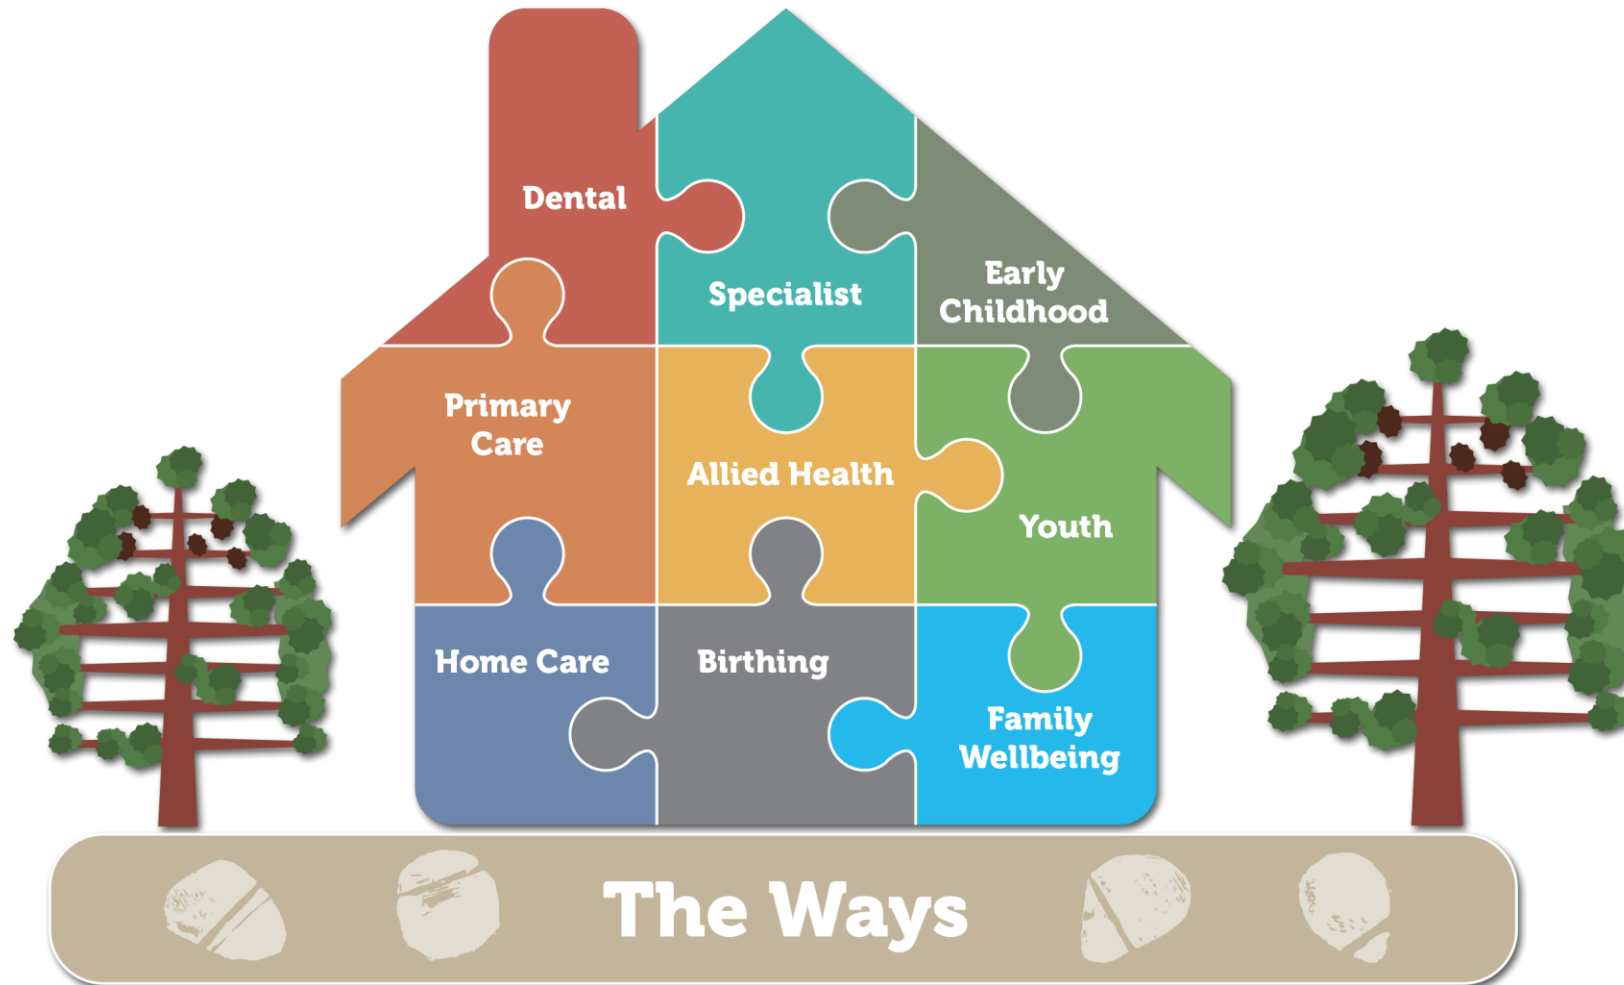 Dental
Specialist
Early
Childhood
Primary
Care
Allied Health
Youth
Home Care
Birthing
Family
Wellbeing
The Ways